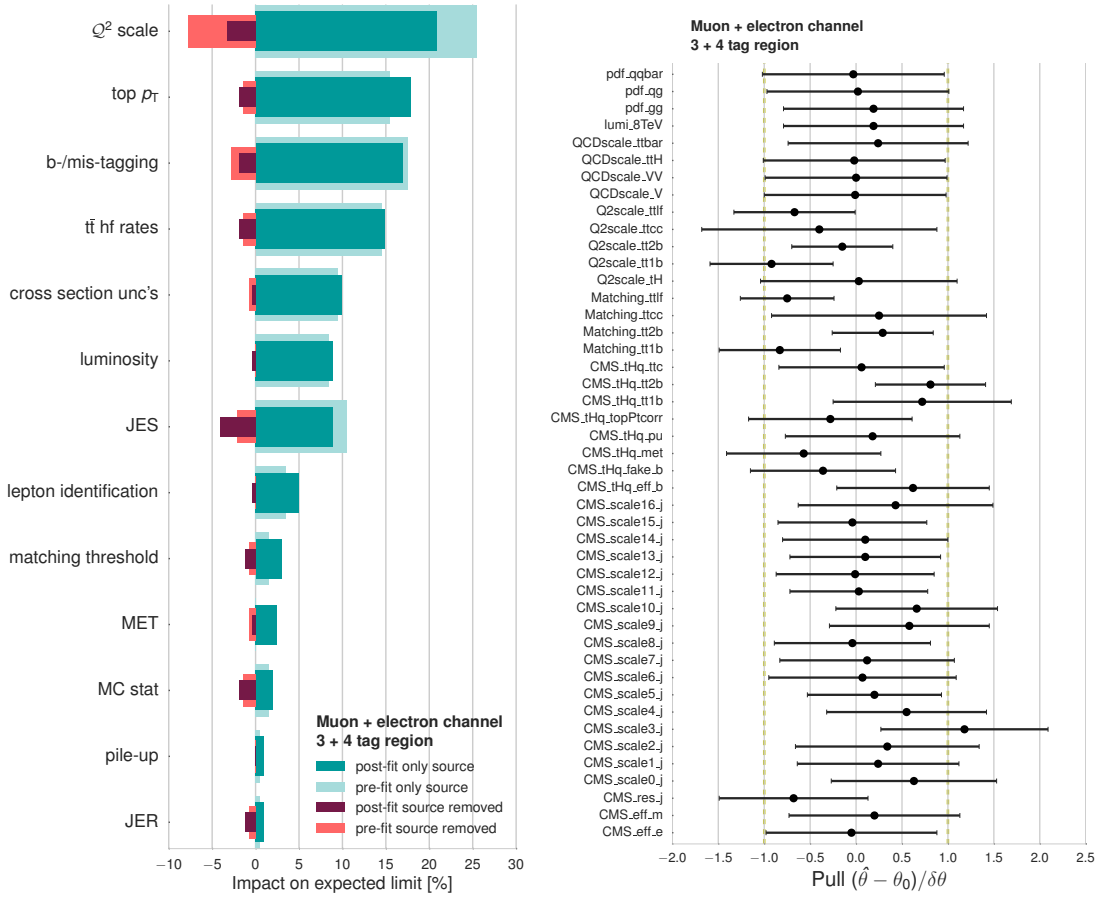 Q² scale
top pT
b-/mis-tagging
tt̄ hf rates
cross section unc's
luminosity
JES
lepton identification
matching threshold
MET
MC stat
pile-up
JER
Muon + electron channel
3 + 4 tag region
post-fit only source
pre-fit only source
post-fit source removed
pre-fit source removed
−10 −5 0 5 10 15 20 25 30
Impact on expected limit [%]
Muon + electron channel
3 + 4 tag region
pdf_qqbar
pdf_qg
pdf_gg
lumi_8TeV
QCDscale_ttbar
QCDscale_ttH
QCDscale_VV
QCDscale_V
Q2scale_ttlf
Q2scale_ttcc
Q2scale_tt2b
Q2scale_tt1b
Q2scale_tH
Matching_ttlf
Matching_ttcc
Matching_tt2b
Matching_tt1b
CMS_tHq_ttc
CMS_tHq_tt2b
CMS_tHq_tt1b
CMS_tHq_topPtcorr
CMS_tHq_pu
CMS_tHq_met
CMS_tHq_fake_b
CMS_tHq_eff_b
CMS_scale16_j
CMS_scale15_j
CMS_scale14_j
CMS_scale13_j
CMS_scale12_j
CMS_scale11_j
CMS_scale10_j
CMS_scale9_j
CMS_scale8_j
CMS_scale7_j
CMS_scale6_j
CMS_scale5_j
CMS_scale4_j
CMS_scale3_j
CMS_scale2_j
CMS_scale1_j
CMS_scale0_j
CMS_res_j
CMS_eff_m
CMS_eff_e
−2.0 −1.5 −1.0 −0.5 0.0 0.5 1.0 1.5 2.0 2.5
Pull (θ̂ − θ₀)/δθ